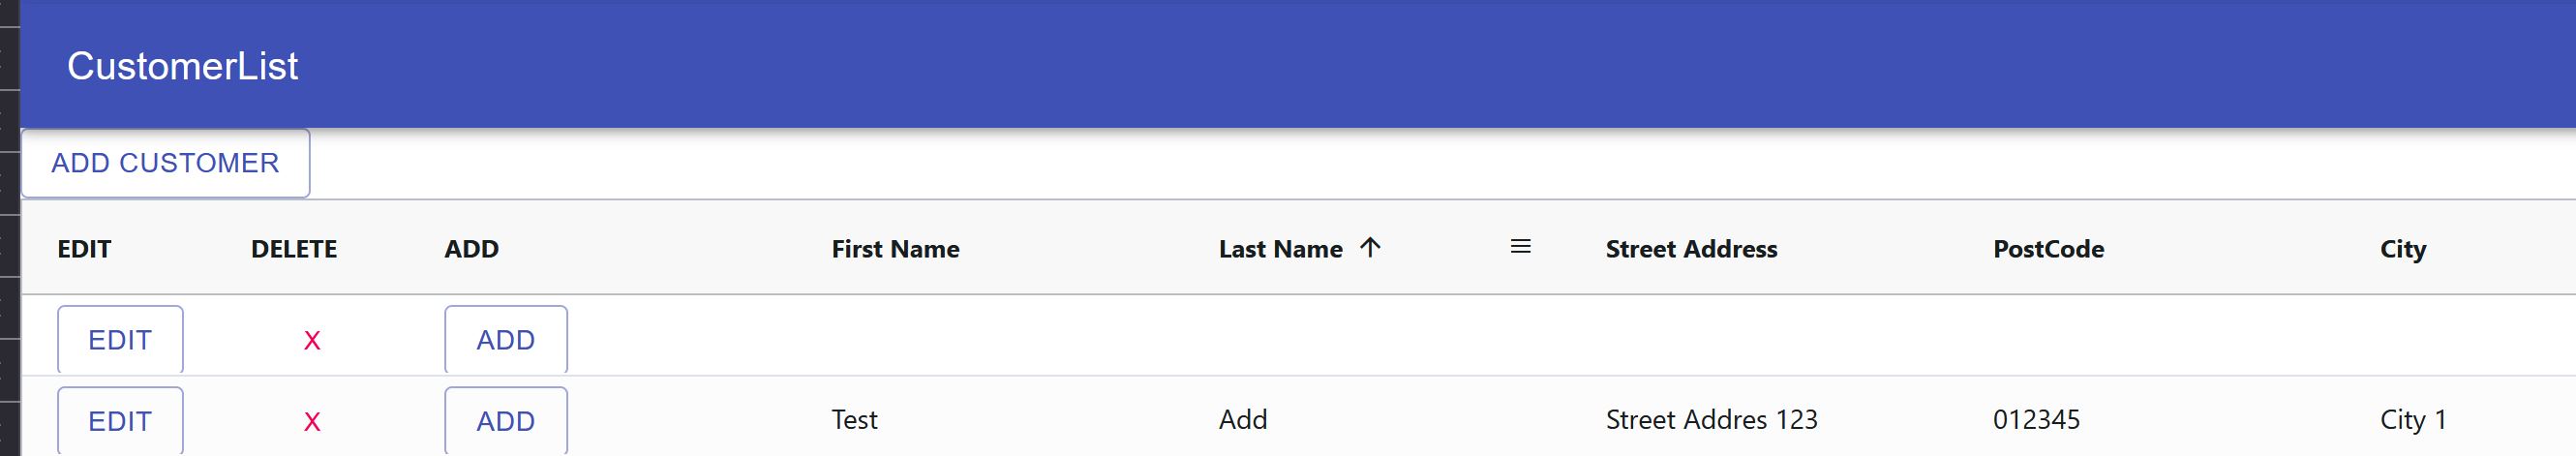 CustomerList
ADD CUSTOMER
EDIT DELETE ADD First Name Last Name Street Address PostCode City
EDIT X ADD
EDIT X ADD Test Add Street Addres 123 012345 City 1